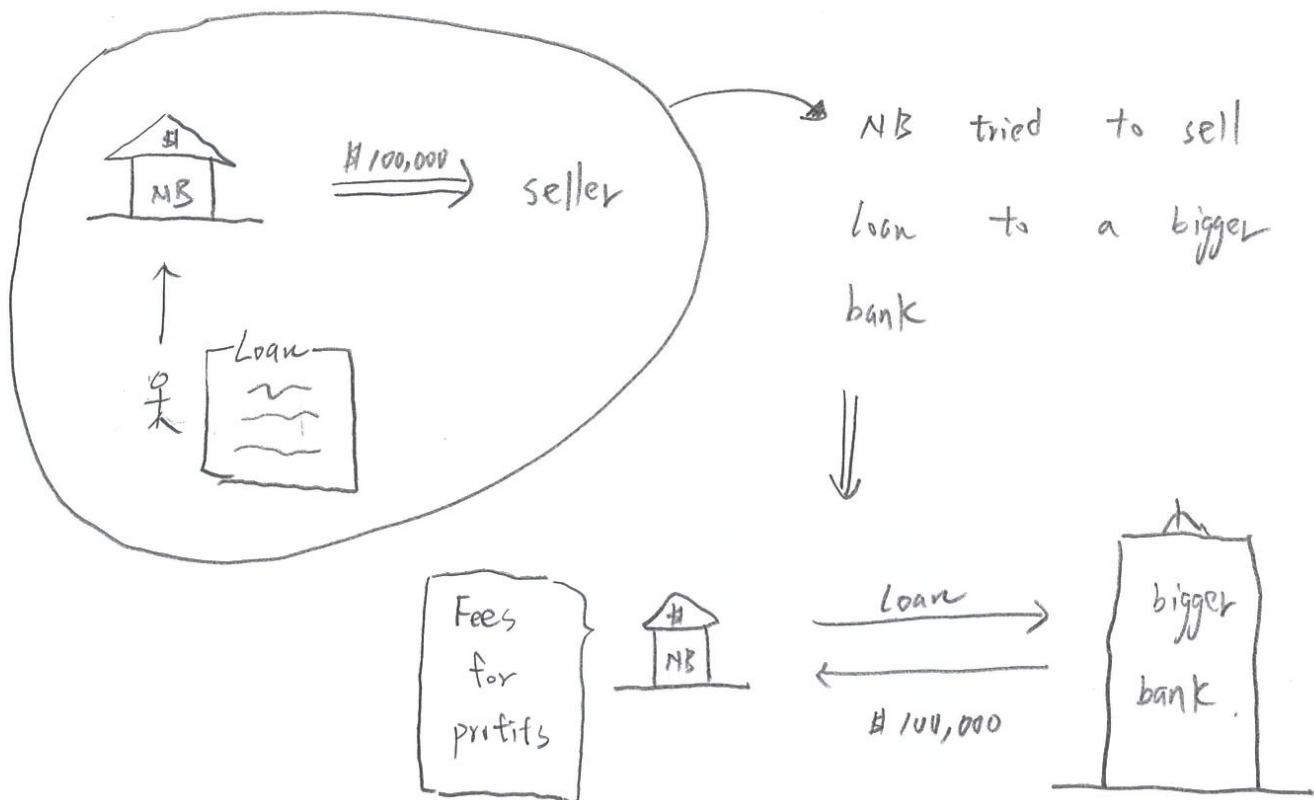 $
NB
$100,000
seller
Loan
NB tried to sell
loan to a bigger
bank
Fees
for
profits
$
NB
Loan
$100,000
bigger
bank.